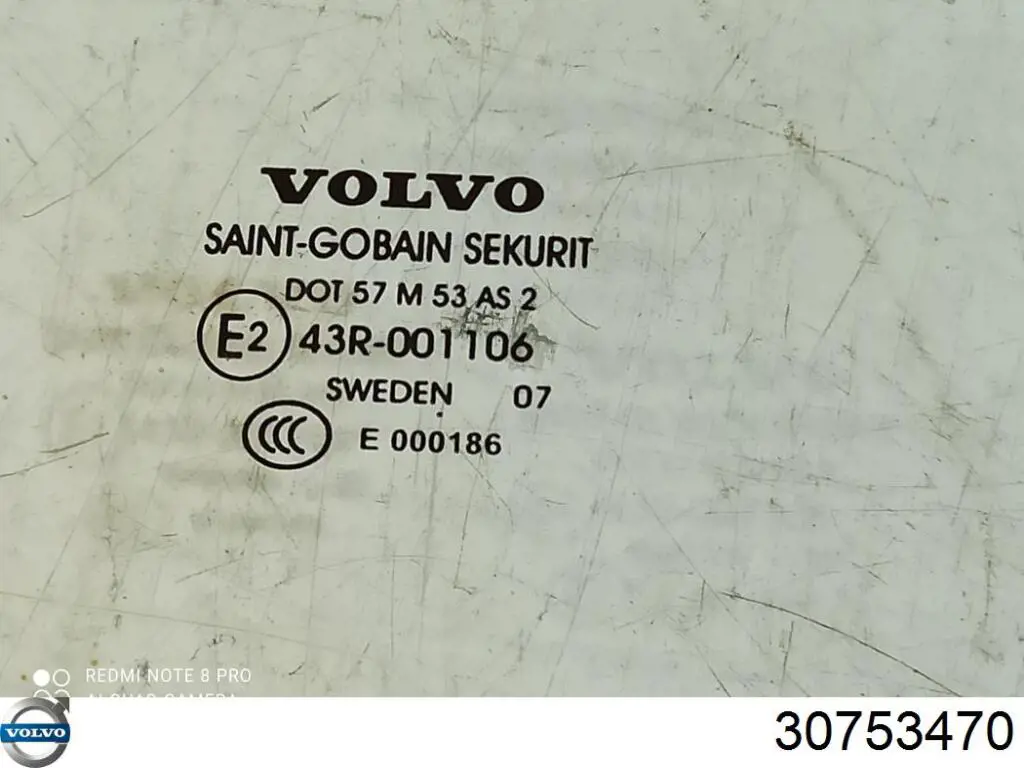 VOLVO
SAINT-GOBAIN SEKURIT
DOT 57 M 53 AS 2
E2 43R-001106
SWEDEN 07
CCC E 000186
REDMI NOTE 8 PRO
VOLVO
30753470